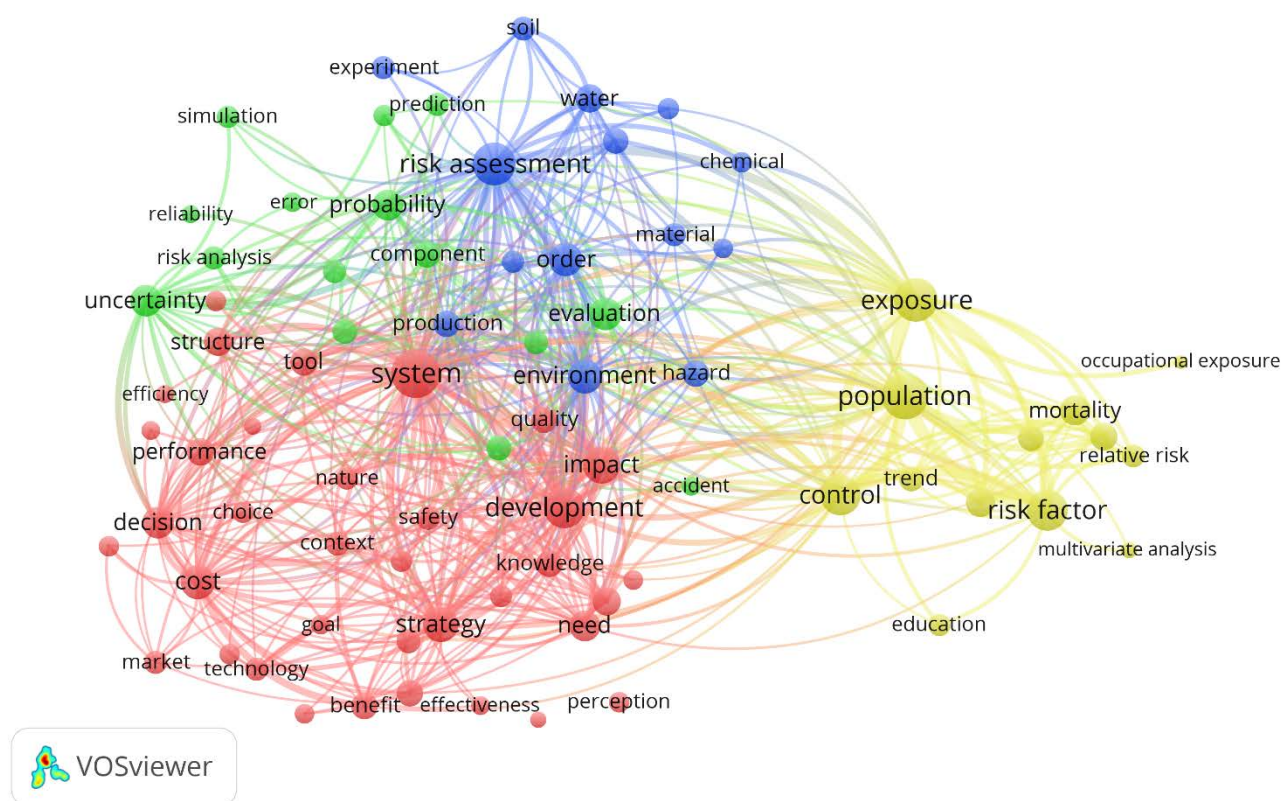 soil
experiment
water
prediction
simulation
risk assessment
chemical
error
probability
reliability
material
risk analysis
component
order
uncertainty
exposure
evaluation
production
structure
tool
system
environment
hazard
occupational exposure
efficiency
population
quality
mortality
performance
relative risk
impact
nature
trend
accident
control
development
safety
decision
choice
risk factor
context
multivariate analysis
knowledge
cost
goal
strategy
need
education
market
technology
benefit
effectiveness
perception
VOSviewer